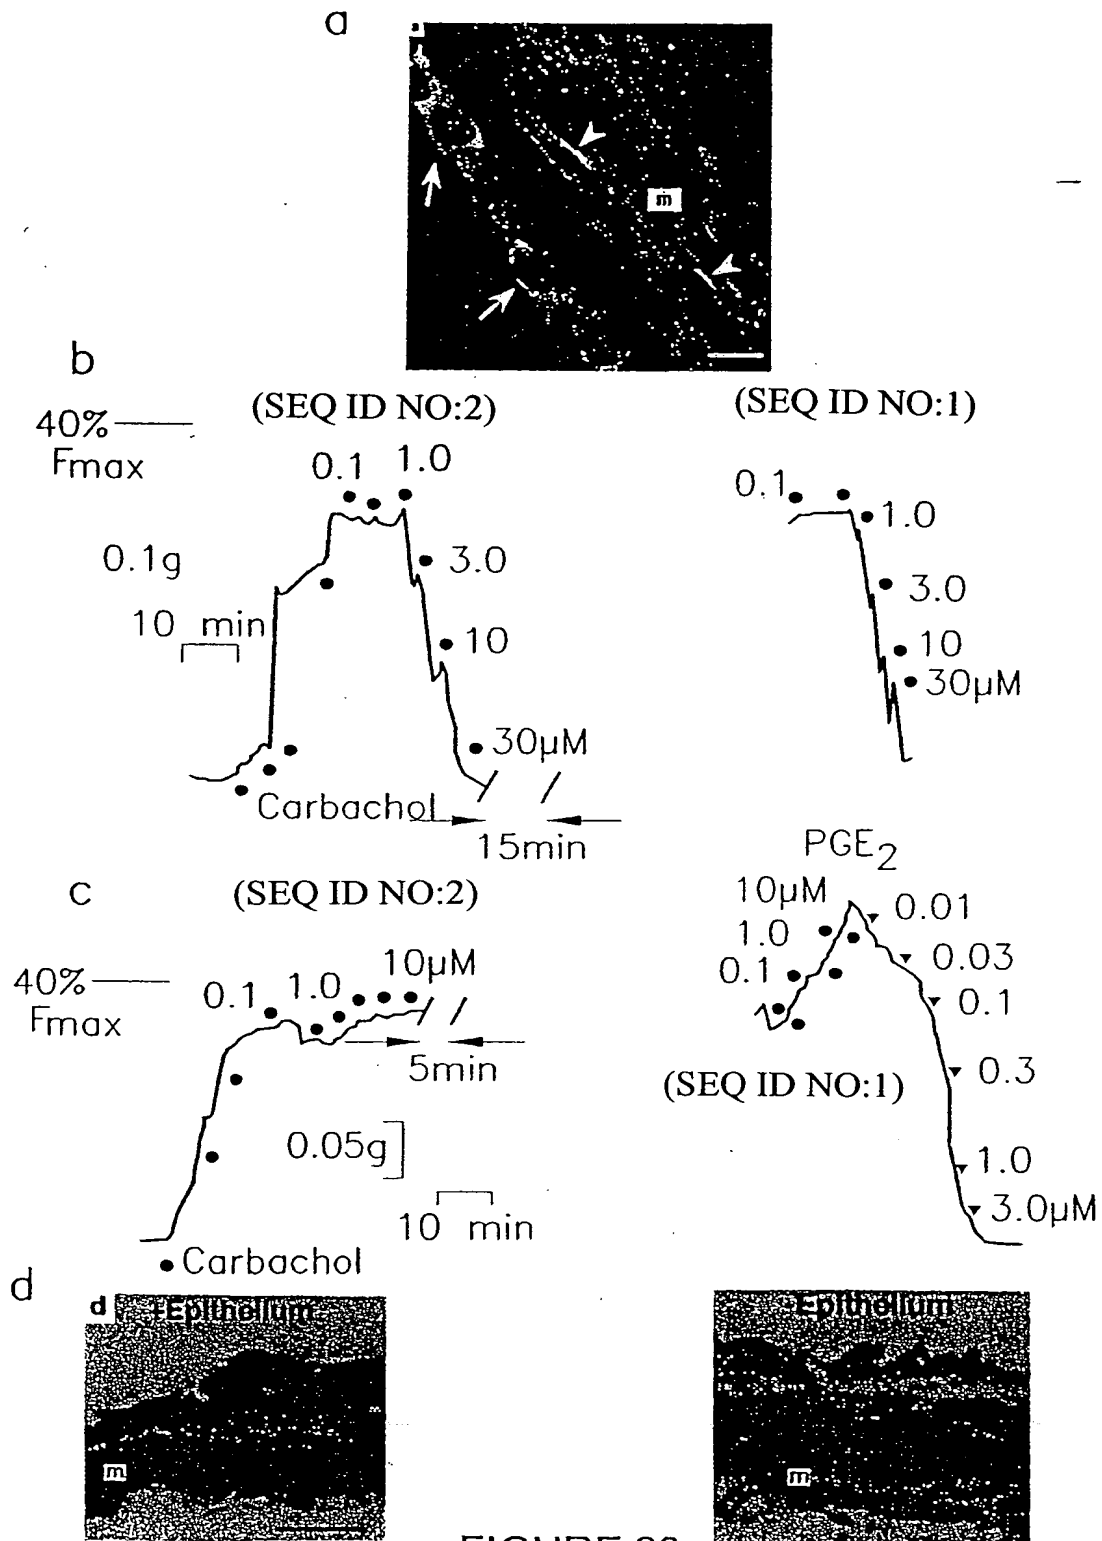 a
a
m
b
(SEQ ID NO:2)
(SEQ ID NO:1)
40%
Fmax
0.1 1.0
0.1g
3.0
10 min
10
30µM
Carbachol
15min
0.1
1.0
3.0
10
30µM
c
(SEQ ID NO:2)
40%
Fmax
0.1 1.0 10µM
5min
0.05g
10 min
Carbachol
PGE2
10µM
1.0
0.1
0.01
0.03
0.1
0.3
(SEQ ID NO:1)
1.0
3.0µM
d
d +Epithelium
m
-Epithelium
m